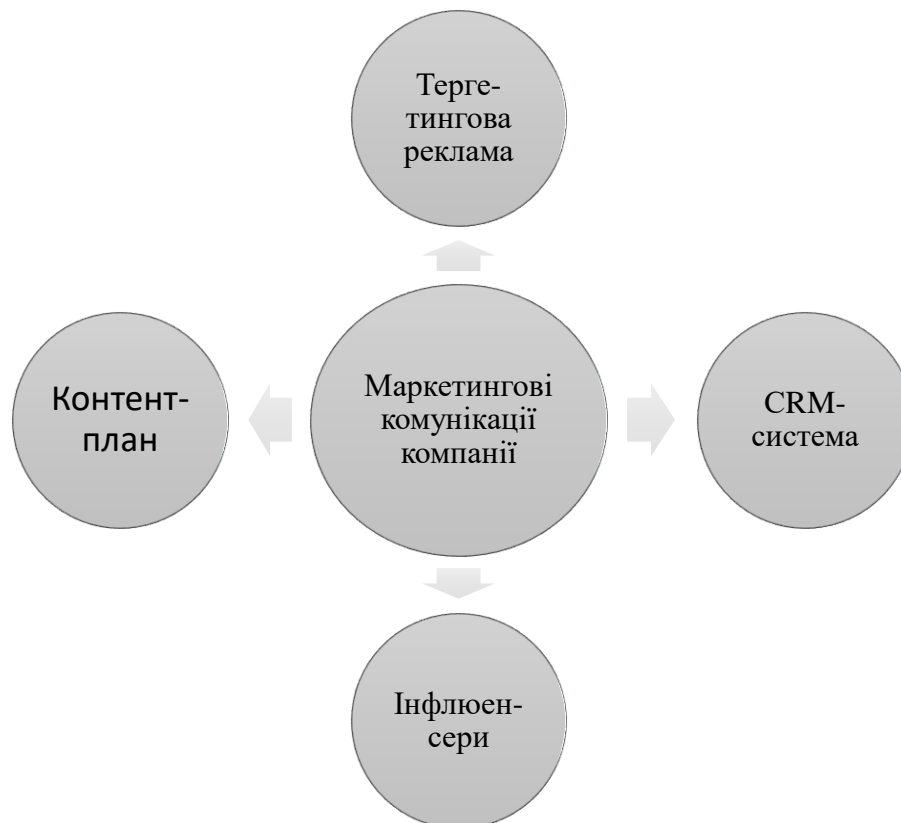 Терге-
тингова
реклама
Контент-
план
Маркетингові
комунікації
компанії
CRM-
система
Інфлюен-
сери